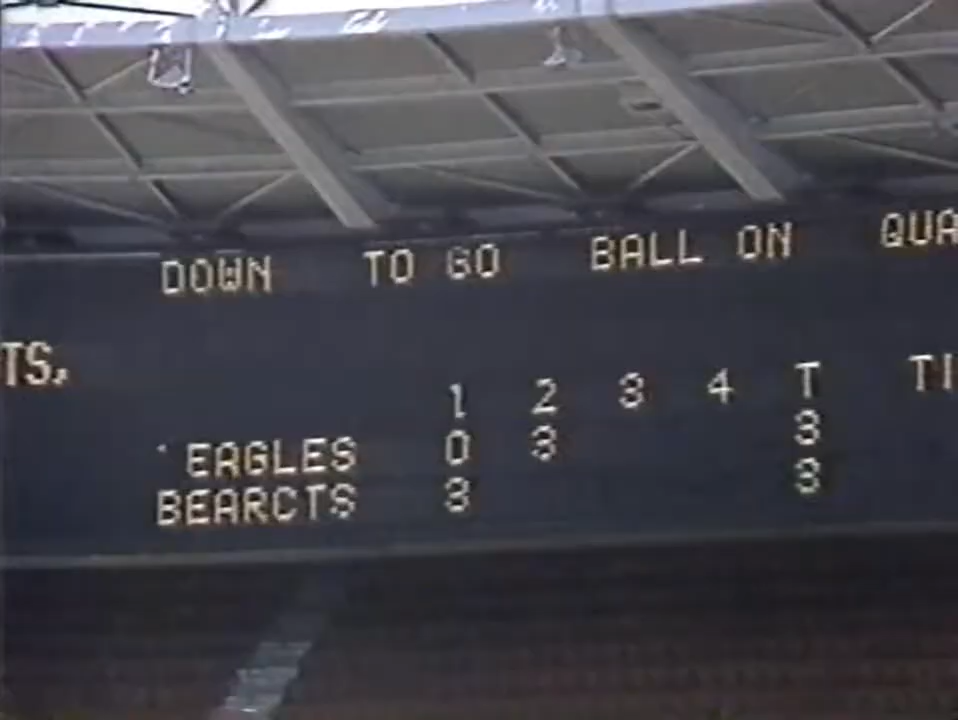 DOWN TO GO BALL ON QUA
TS, TI
1 2 3 4 T
EAGLES 0 3 3
BEARCTS 3 3